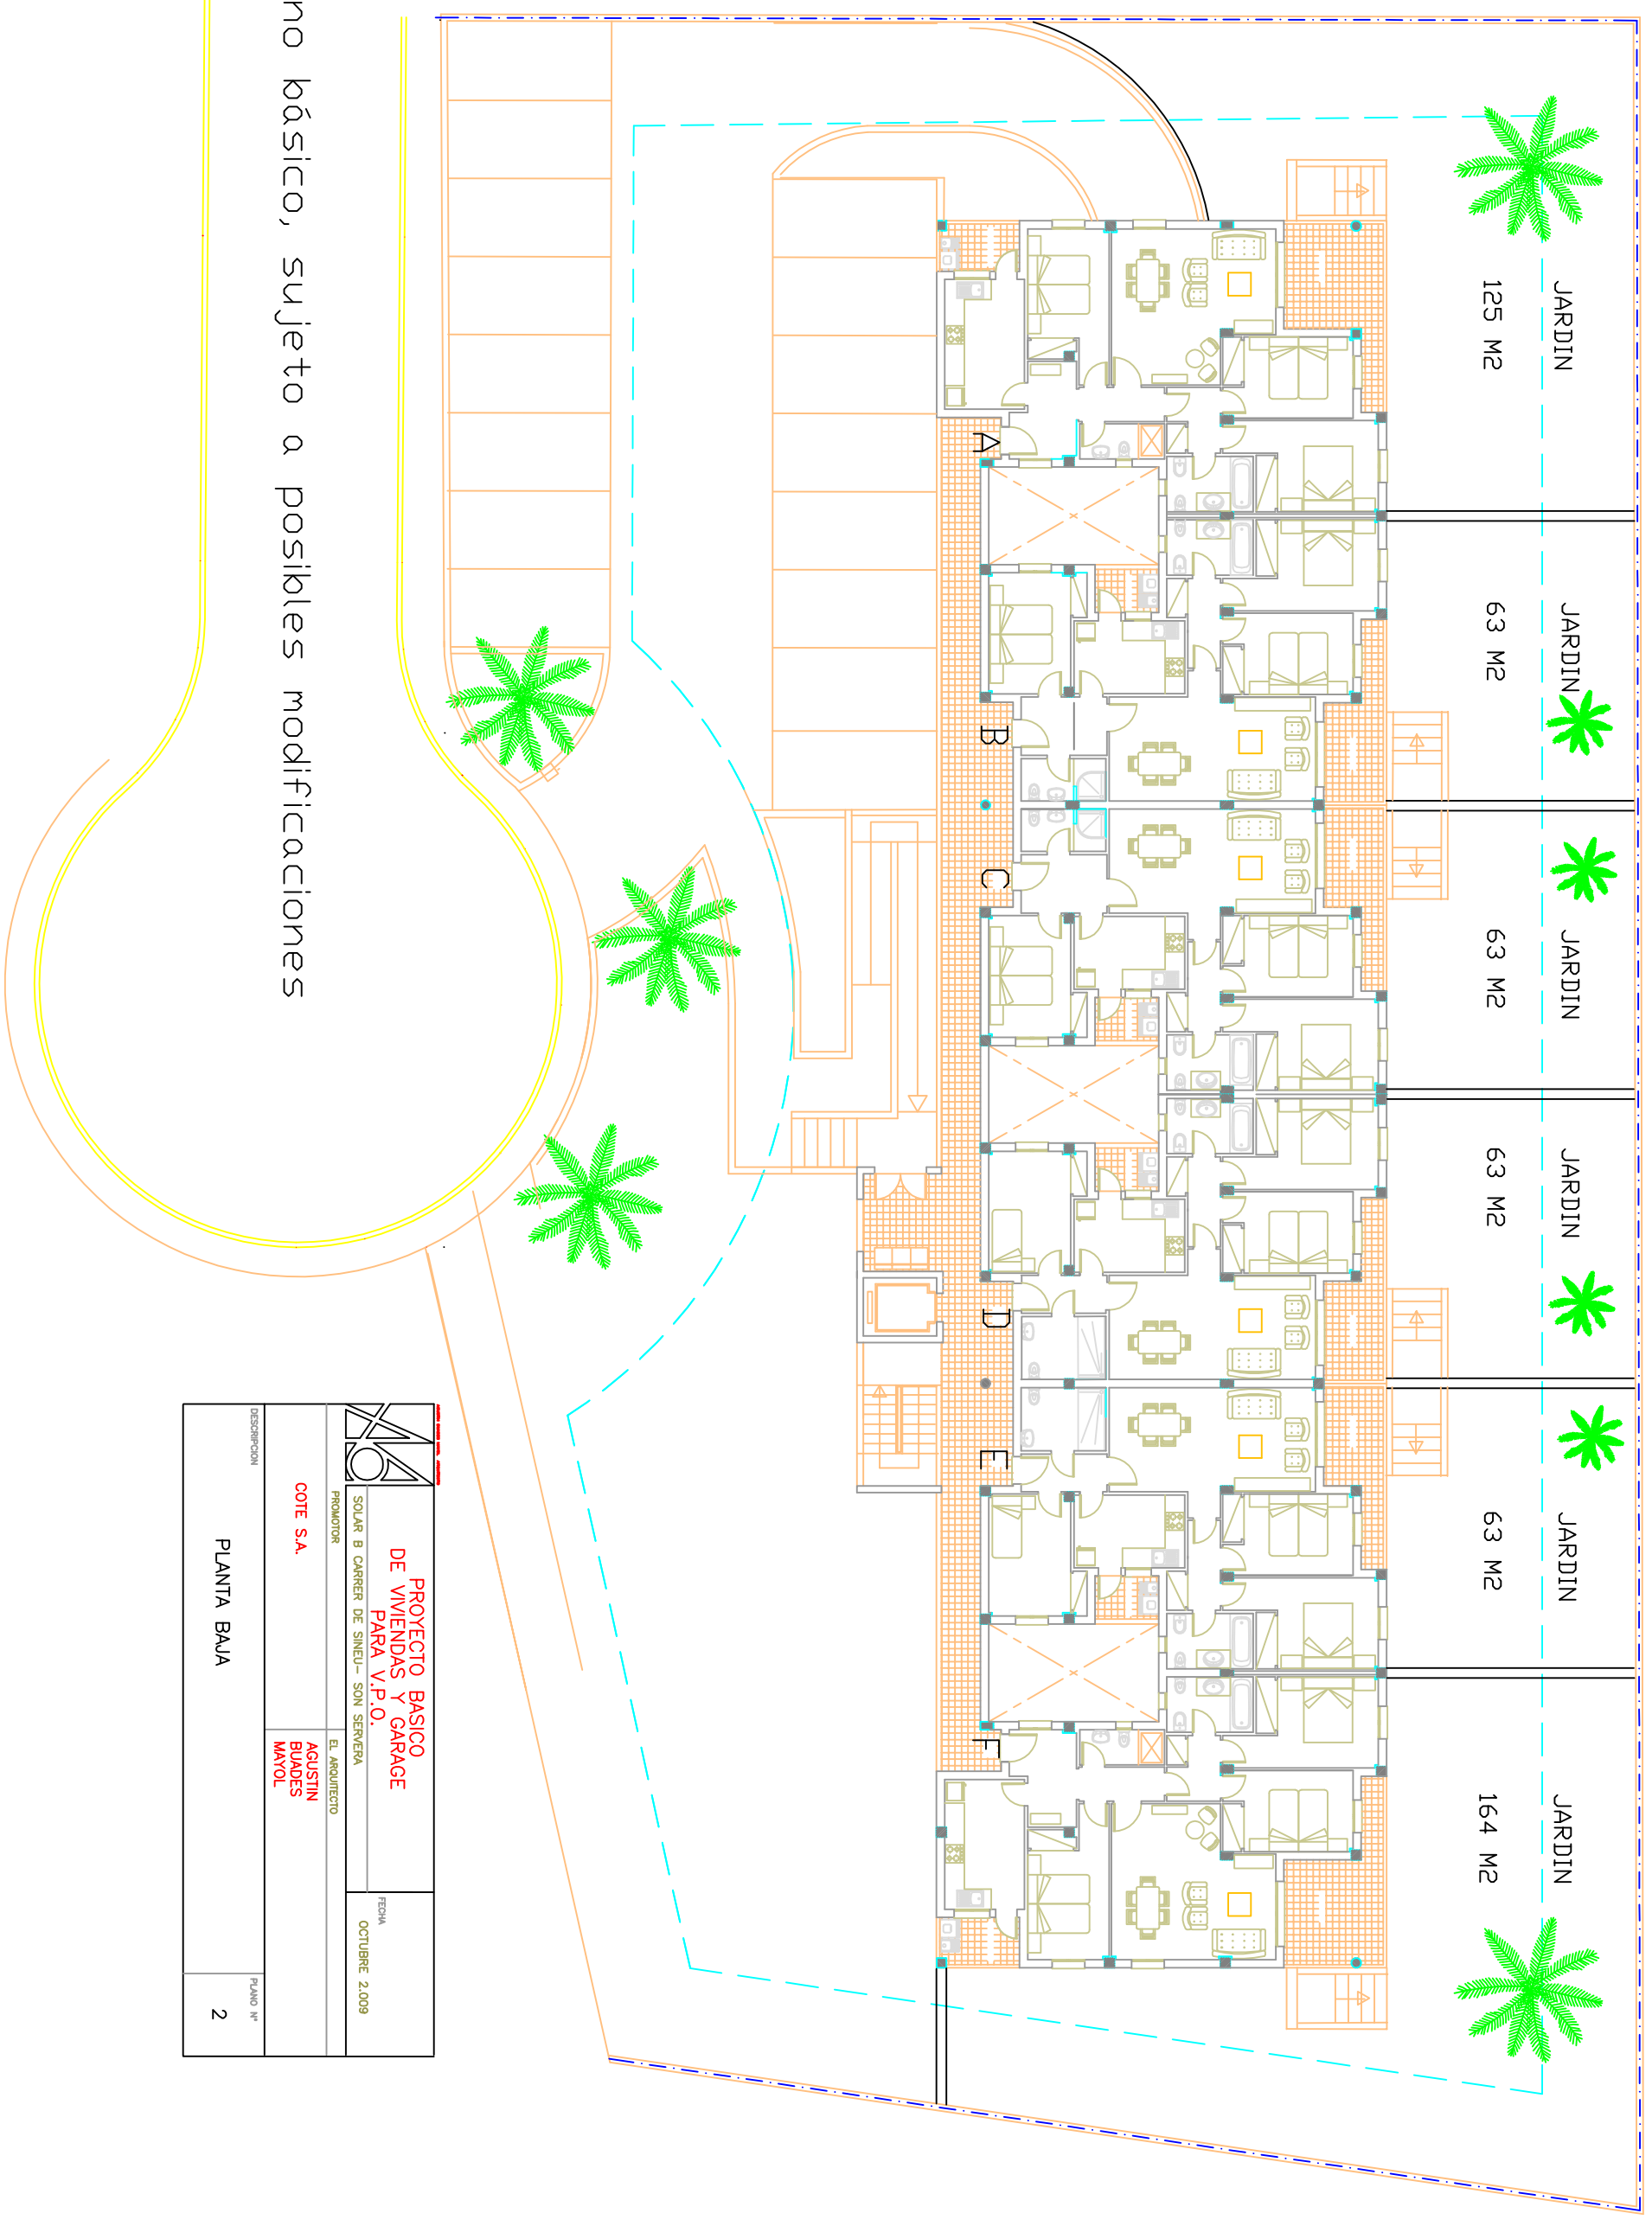 JARDIN
125 M2
JARDIN
63 M2
JARDIN
63 M2
JARDIN
63 M2
JARDIN
63 M2
JARDIN
164 M2
A
B
C
D
E
F
no básico, sujeto a posibles modificaciones
PROYECTO BASICO
DE VIVIENDAS Y GARAGE
PARA V.P.O.
SOLAR B CARRER DE SINEU- SON SERVERA
FECHA
OCTUBRE 2.009
PROMOTOR
COTE S.A.
EL ARQUITECTO
AGUSTIN
BUADES
MAYOL
DESCRIPCION
PLANTA BAJA
PLANO Nº
2